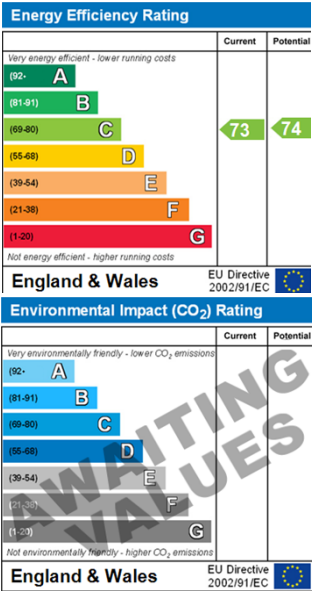 Energy Efficiency Rating
Current Potential
Very energy efficient - lower running costs
(92- A
(81-91) B
(69-80) C 73 74
(55-68) D
(39-54) E
(21-38) F
(1-20) G
Not energy efficient - higher running costs
England & Wales EU Directive
2002/91/EC
Environmental Impact (CO2) Rating
Current Potential
Very environmentally friendly - lower CO2 emissions
(92- A
(81-91) B
(69-80) C
(55-68) D
(39-54) E
(21-38) F
(1-20) G
Not environmentally friendly - higher CO2 emissions
AWAITING
VALUES
England & Wales EU Directive
2002/91/EC